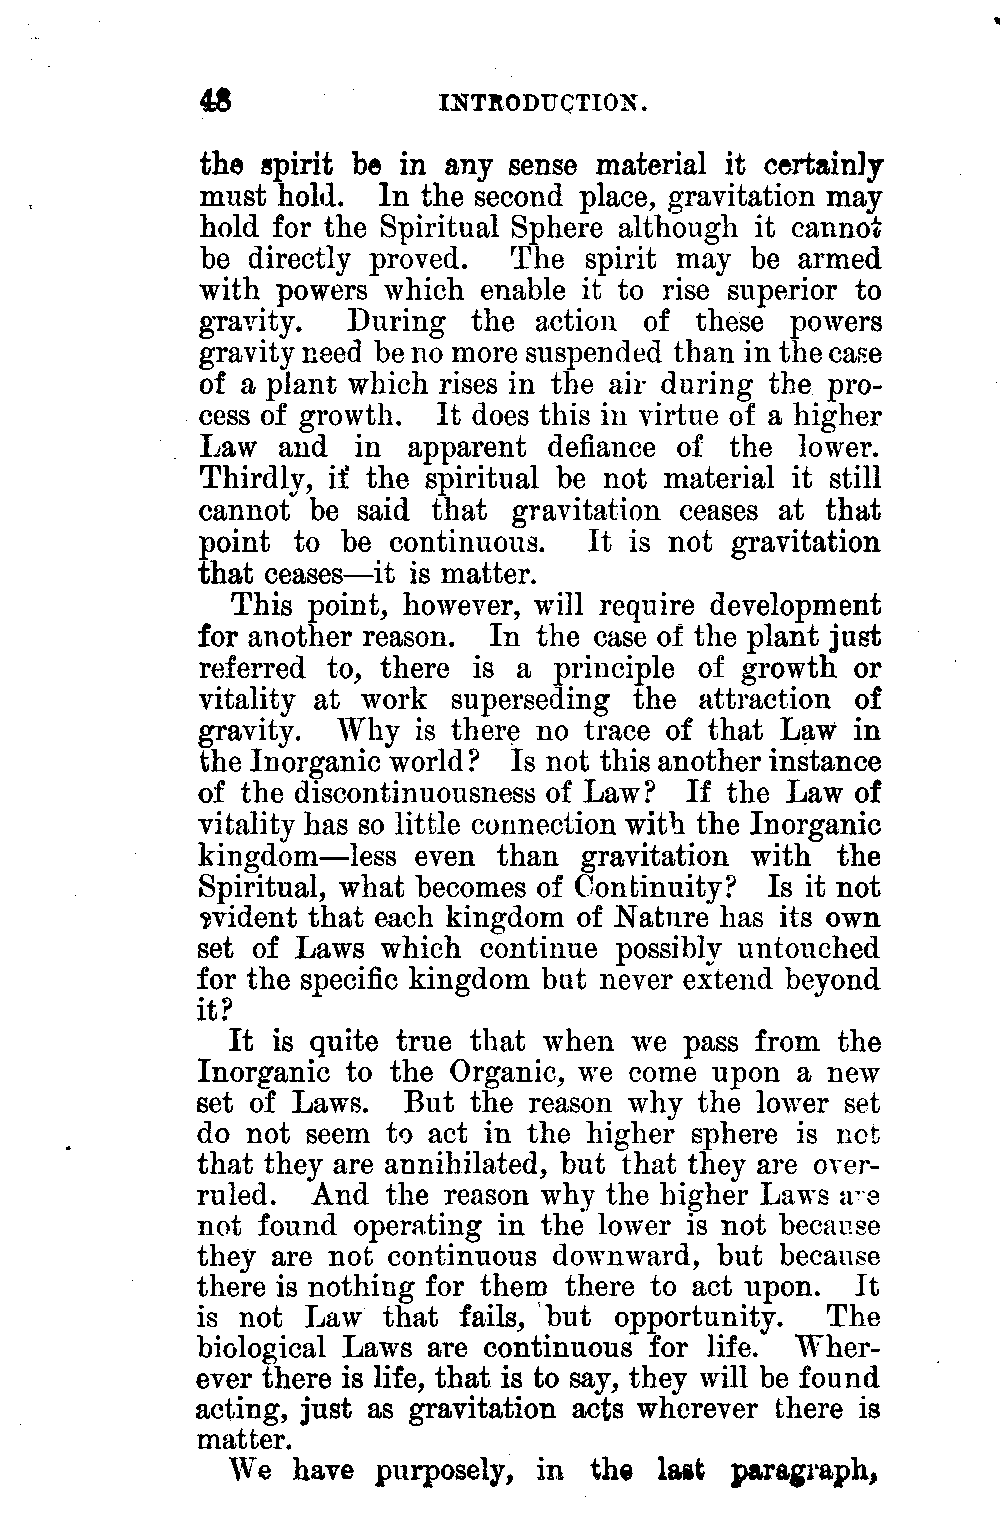 48 INTRODUCTION.
the spirit be in any sense material it certainly
must hold. In the second place, gravitation may
hold for the Spiritual Sphere although it cannot
be directly proved. The spirit may be armed
with powers which enable it to rise superior to
gravity. During the action of these powers
gravity need be no more suspended than in the case
of a plant which rises in the air during the pro-
cess of growth. It does this in virtue of a higher
Law and in apparent defiance of the lower.
Thirdly, if the spiritual be not material it still
cannot be said that gravitation ceases at that
point to be continuous. It is not gravitation
that ceases—it is matter.
This point, however, will require development
for another reason. In the case of the plant just
referred to, there is a principle of growth or
vitality at work superseding the attraction of
gravity. Why is there no trace of that Law in
the Inorganic world? Is not this another instance
of the discontinuousness of Law? If the Law of
vitality has so little connection with the Inorganic
kingdom—less even than gravitation with the
Spiritual, what becomes of Continuity? Is it not
evident that each kingdom of Nature has its own
set of Laws which continue possibly untouched
for the specific kingdom but never extend beyond
it?
It is quite true that when we pass from the
Inorganic to the Organic, we come upon a new
set of Laws. But the reason why the lower set
do not seem to act in the higher sphere is not
that they are annihilated, but that they are over-
ruled. And the reason why the higher Laws are
not found operating in the lower is not because
they are not continuous downward, but because
there is nothing for them there to act upon. It
is not Law that fails, but opportunity. The
biological Laws are continuous for life. Wher-
ever there is life, that is to say, they will be found
acting, just as gravitation acts wherever there is
matter.
We have purposely, in the last paragraph,